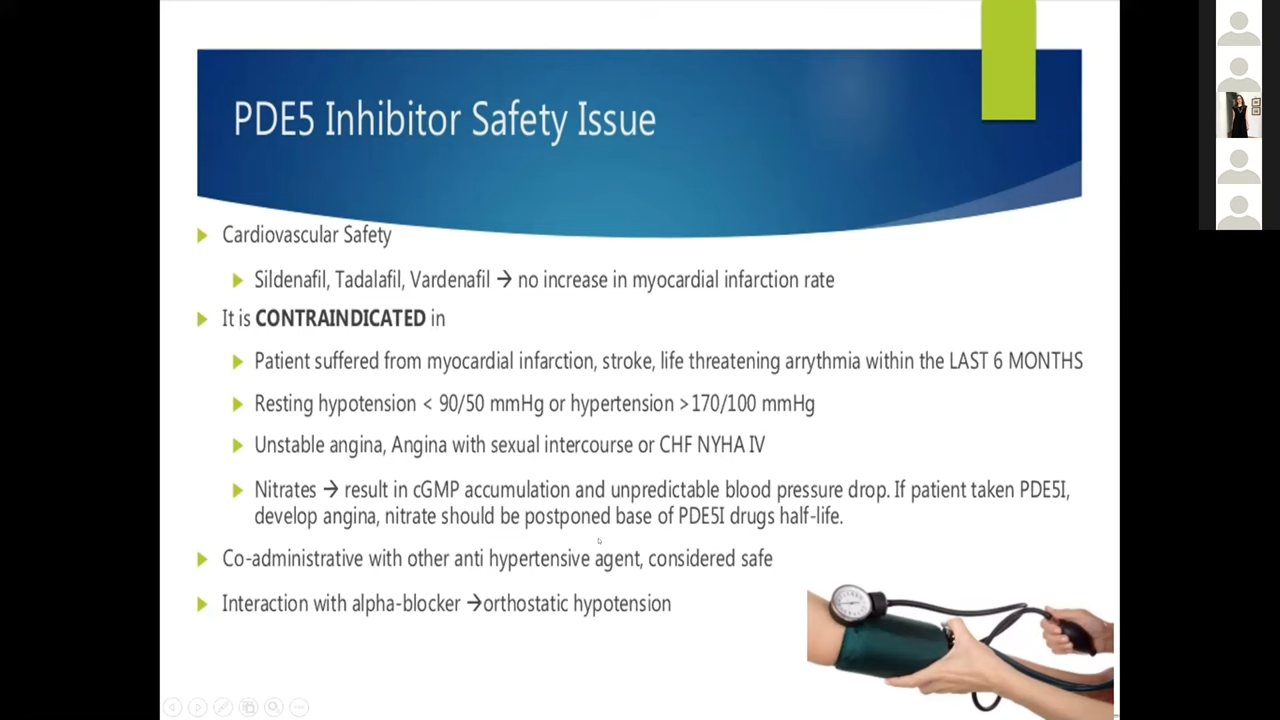 PDE5 Inhibitor Safety Issue
Cardiovascular Safety
Sildenafil, Tadalafil, Vardenafil → no increase in myocardial infarction rate
It is CONTRAINDICATED in
Patient suffered from myocardial infarction, stroke, life threatening arrythmia within the LAST 6 MONTHS
Resting hypotension < 90/50 mmHg or hypertension >170/100 mmHg
Unstable angina, Angina with sexual intercourse or CHF NYHA IV
Nitrates → result in cGMP accumulation and unpredictable blood pressure drop. If patient taken PDE5I,
develop angina, nitrate should be postponed base of PDE5I drugs half-life.
Co-administrative with other anti hypertensive agent, considered safe
Interaction with alpha-blocker →orthostatic hypotension